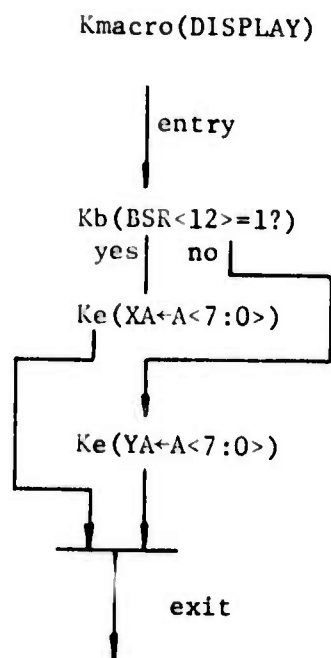 Kmacro(DISPLAY)
entry
Kb(BSR<12>=1?)
yes no
Ke(XA←A<7:0>)
Ke(YA←A<7:0>)
exit